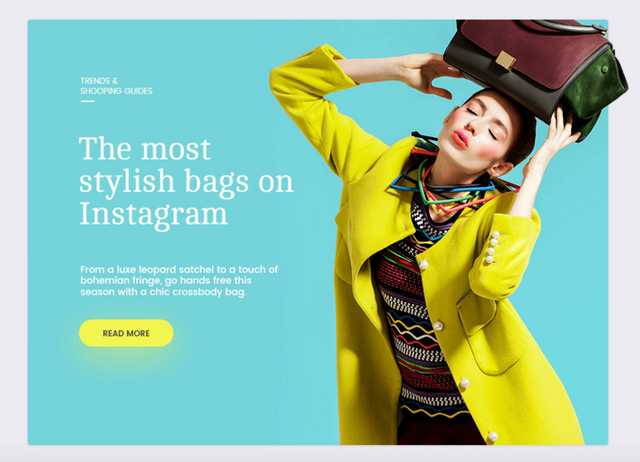 TRENDS &
SHOOPING GUIDES
The most
stylish bags on
Instagram
From a luxe leopard satchel to a touch of
bohemian fringe, go hands free this
season with a chic crossbody bag.
READ MORE